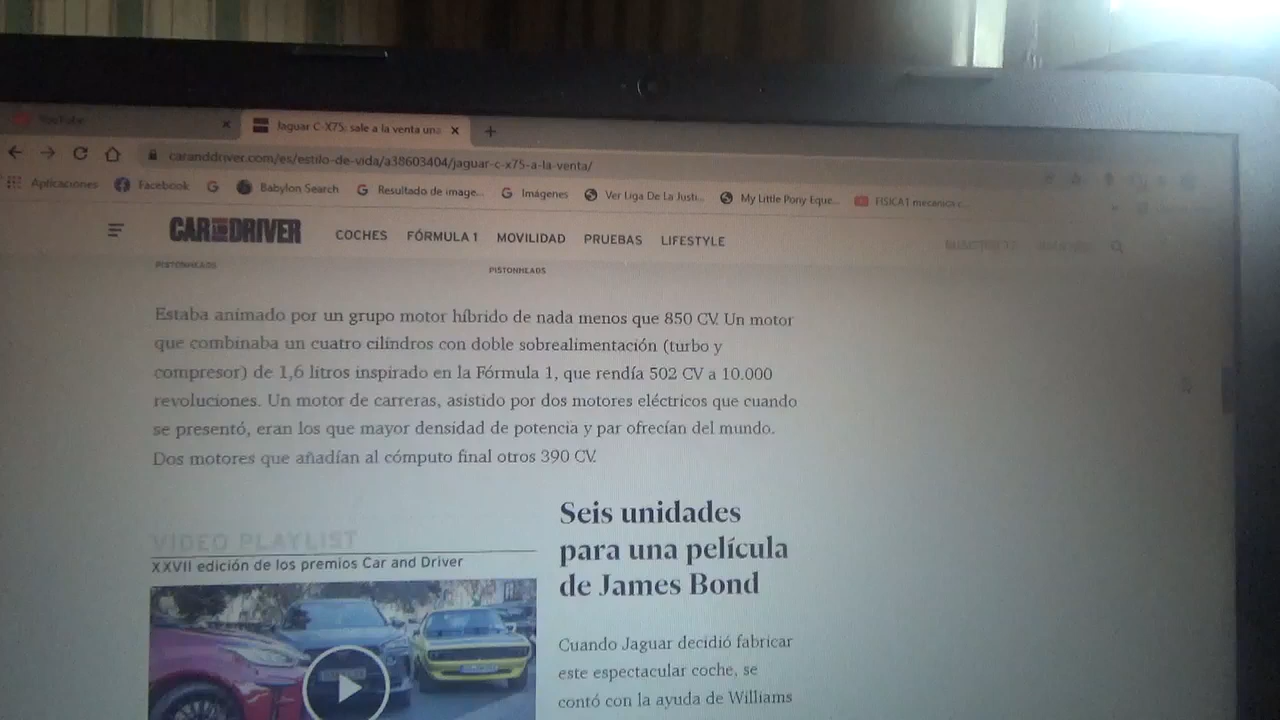 YouTube
Jaguar C-X75: sale a la venta una
caranddriver.com/es/estilo-de-vida/a38603404/jaguar-c-x75-a-la-venta/
Aplicaciones Facebook Babylon Search Resultado de image... Imágenes Ver Liga De La Justi... My Little Pony Eque... FISICA1 mecanica c...
CAR AND DRIVER COCHES FÓRMULA 1 MOVILIDAD PRUEBAS LIFESTYLE
PISTONHEADS PISTONHEADS
Estaba animado por un grupo motor híbrido de nada menos que 850 CV. Un motor
que combinaba un cuatro cilindros con doble sobrealimentación (turbo y
compresor) de 1,6 litros inspirado en la Fórmula 1, que rendía 502 CV a 10.000
revoluciones. Un motor de carreras, asistido por dos motores eléctricos que cuando
se presentó, eran los que mayor densidad de potencia y par ofrecían del mundo.
Dos motores que añadían al cómputo final otros 390 CV.
VIDEO PLAYLIST
XXVII edición de los premios Car and Driver
Seis unidades
para una película
de James Bond
Cuando Jaguar decidió fabricar
este espectacular coche, se
contó con la ayuda de Williams